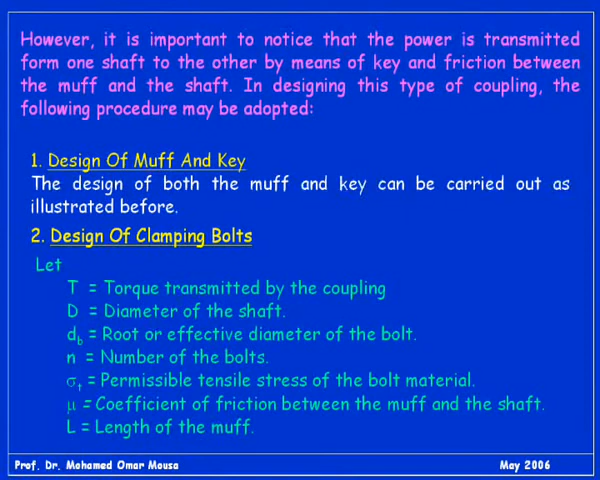 However, it is important to notice that the power is transmitted
form one shaft to the other by means of key and friction between
the muff and the shaft. In designing this type of coupling, the
following procedure may be adopted:
1. Design Of Muff And Key
The design of both the muff and key can be carried out as
illustrated before.
2. Design Of Clamping Bolts
Let
T = Torque transmitted by the coupling
D = Diameter of the shaft.
d_b = Root or effective diameter of the bolt.
n = Number of the bolts.
σ_t = Permissible tensile stress of the bolt material.
μ = Coefficient of friction between the muff and the shaft.
L = Length of the muff.
Prof. Dr. Mohamed Omar Mousa May 2006